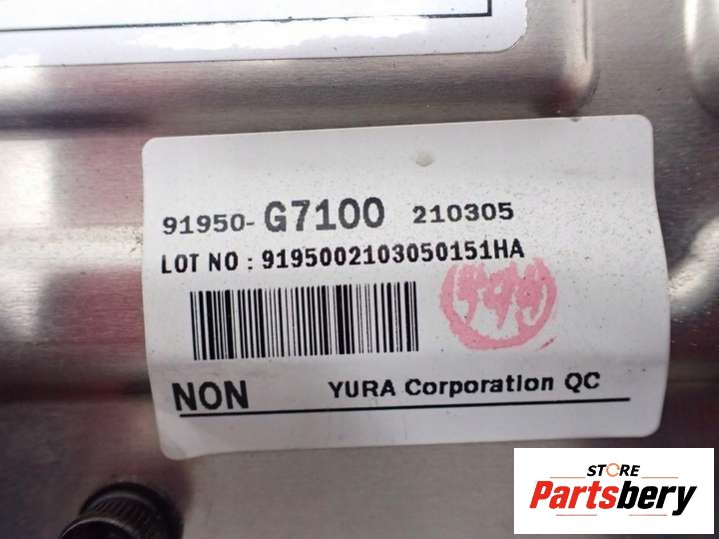 91950- G7100 210305
LOT NO : 9195002103050151HA
NON YURA Corporation QC
STORE
Partsbery